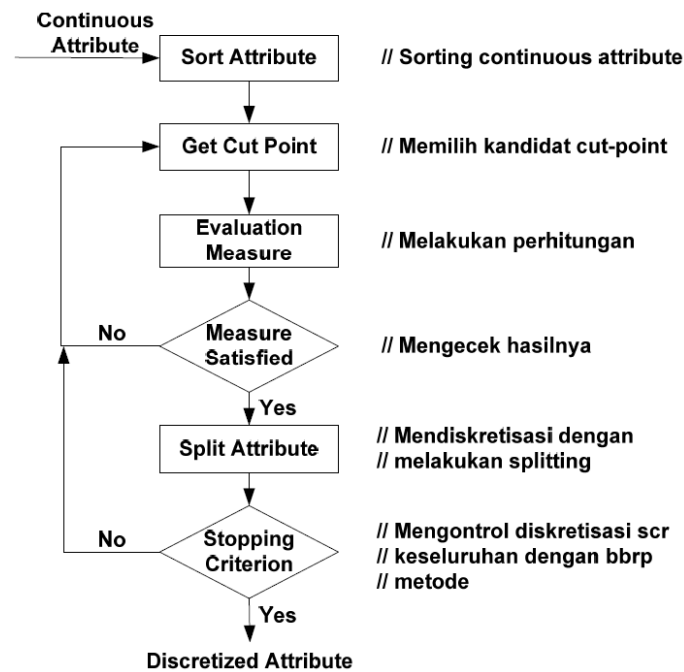 Continuous
Attribute
Sort Attribute
// Sorting continuous attribute
Get Cut Point
// Memilih kandidat cut-point
Evaluation
Measure
// Melakukan perhitungan
No
Measure
Satisfied
// Mengecek hasilnya
Yes
Split Attribute
// Mendiskretisasi dengan
// melakukan splitting
No
Stopping
Criterion
// Mengontrol diskretisasi scr
// keseluruhan dengan bbrp
// metode
Yes
Discretized Attribute